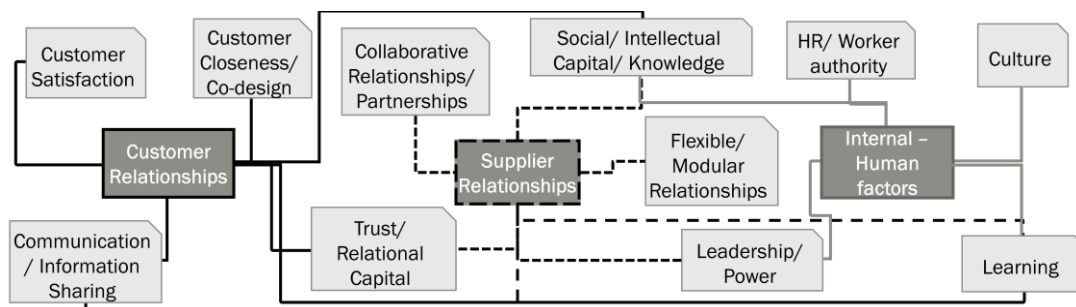 Customer
Satisfaction
Customer
Closeness/
Co-design
Collaborative
Relationships/
Partnerships
Social/ Intellectual
Capital/ Knowledge
HR/ Worker
authority
Culture
Customer
Relationships
Supplier
Relationships
Flexible/
Modular
Relationships
Internal –
Human
factors
Communication
/ Information
Sharing
Trust/
Relational
Capital
Leadership/
Power
Learning